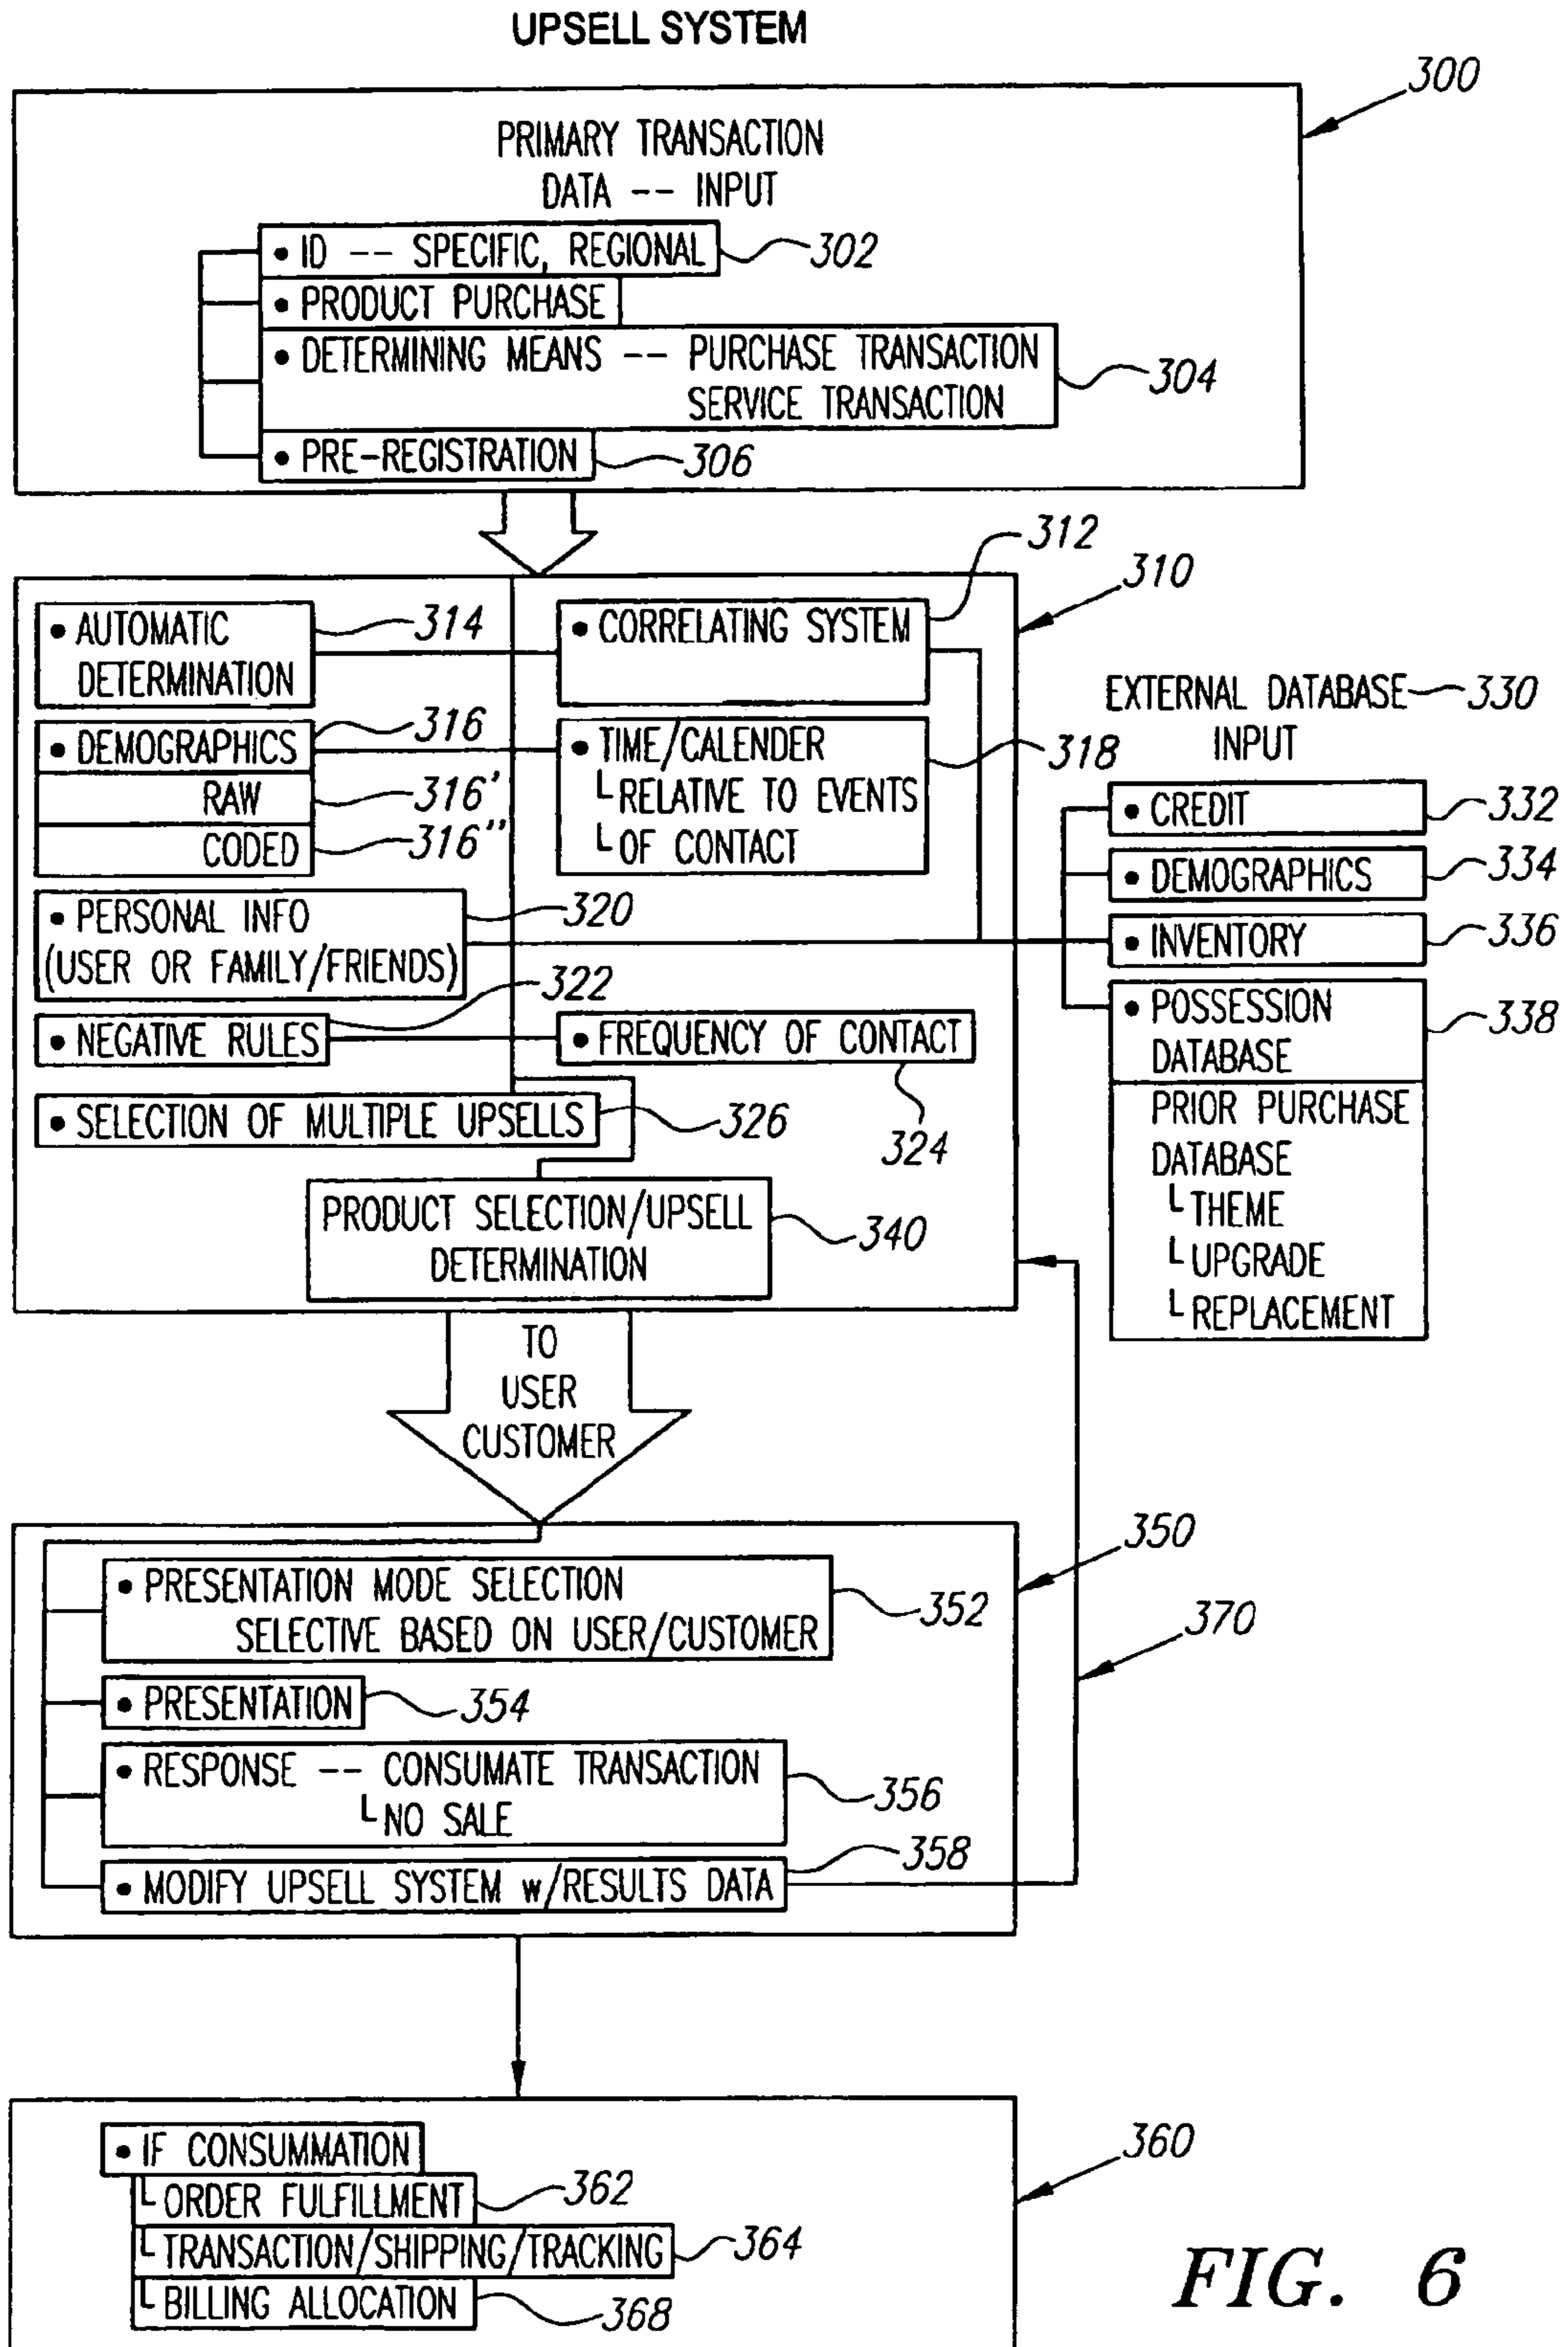 UPSELL SYSTEM
300
PRIMARY TRANSACTION
DATA -- INPUT
• ID -- SPECIFIC, REGIONAL
302
• PRODUCT PURCHASE
• DETERMINING MEANS -- PURCHASE TRANSACTION
SERVICE TRANSACTION
304
• PRE-REGISTRATION
306
312
310
• AUTOMATIC
DETERMINATION
314
• CORRELATING SYSTEM
• DEMOGRAPHICS
316
RAW
316'
CODED
316"
• TIME/CALENDER
RELATIVE TO EVENTS
OF CONTACT
318
• PERSONAL INFO
(USER OR FAMILY/FRIENDS)
320
322
• NEGATIVE RULES
• FREQUENCY OF CONTACT
324
• SELECTION OF MULTIPLE UPSELLS
326
PRODUCT SELECTION/UPSELL
DETERMINATION
340
EXTERNAL DATABASE
330
INPUT
• CREDIT
332
• DEMOGRAPHICS
334
• INVENTORY
336
• POSSESSION
DATABASE
338
PRIOR PURCHASE
DATABASE
THEME
UPGRADE
REPLACEMENT
TO
USER
CUSTOMER
350
• PRESENTATION MODE SELECTION
SELECTIVE BASED ON USER/CUSTOMER
352
370
• PRESENTATION
354
• RESPONSE -- CONSUMATE TRANSACTION
NO SALE
356
358
• MODIFY UPSELL SYSTEM w/RESULTS DATA
360
• IF CONSUMMATION
ORDER FULFILLMENT
362
TRANSACTION/SHIPPING/TRACKING
364
BILLING ALLOCATION
368
FIG. 6